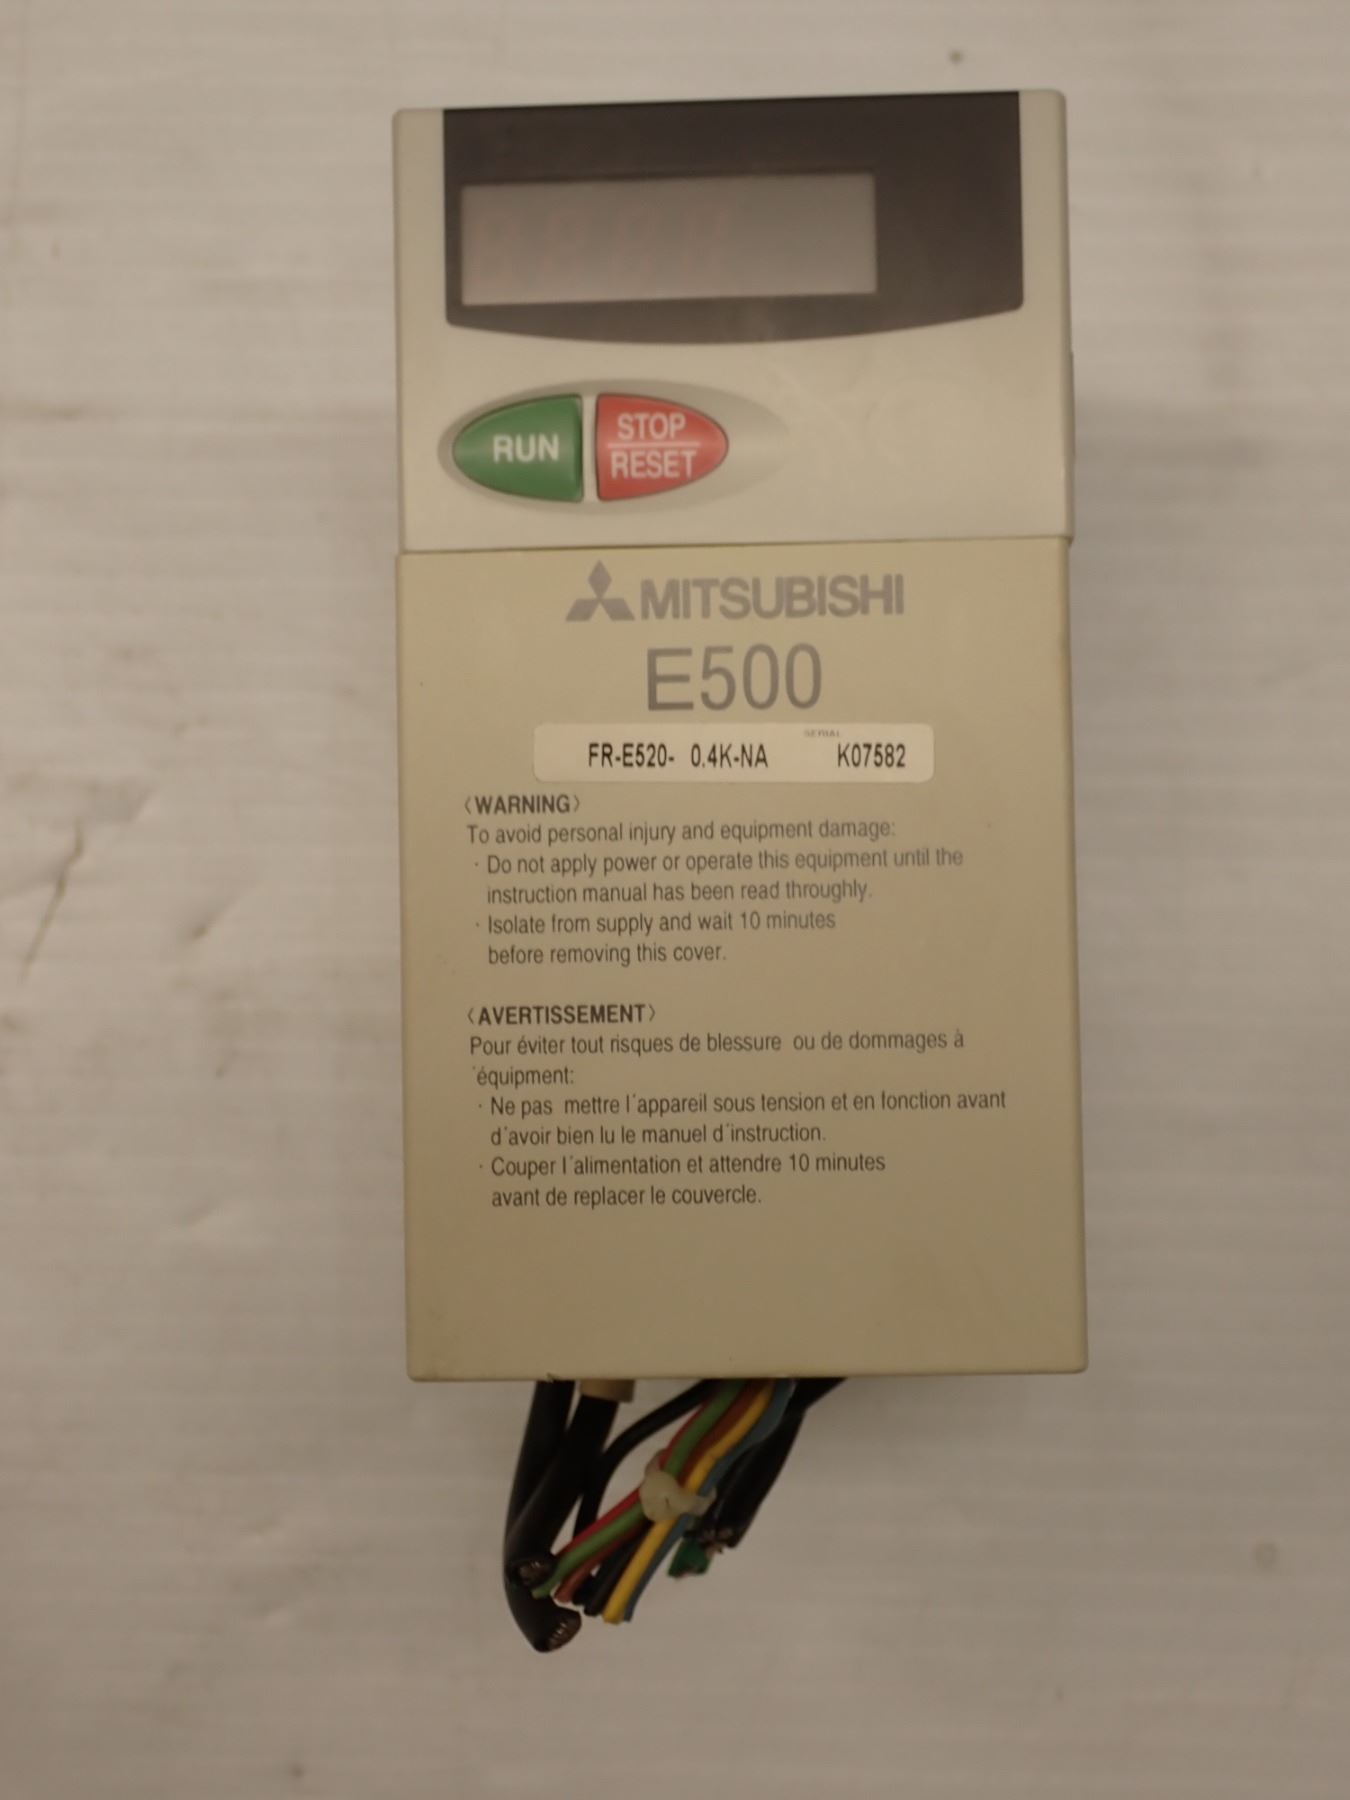 RUN
STOP
RESET
MITSUBISHI
E500
SERIAL
FR-E520- 0.4K-NA K07582
〈WARNING〉
To avoid personal injury and equipment damage:
· Do not apply power or operate this equipment until the
instruction manual has been read throughly.
· Isolate from supply and wait 10 minutes
before removing this cover.
〈AVERTISSEMENT〉
Pour éviter tout risques de blessure ou de dommages à
´équipment:
· Ne pas mettre l´appareil sous tension et en fonction avant
d´avoir bien lu le manuel d´instruction.
· Couper l´alimentation et attendre 10 minutes
avant de replacer le couvercle.